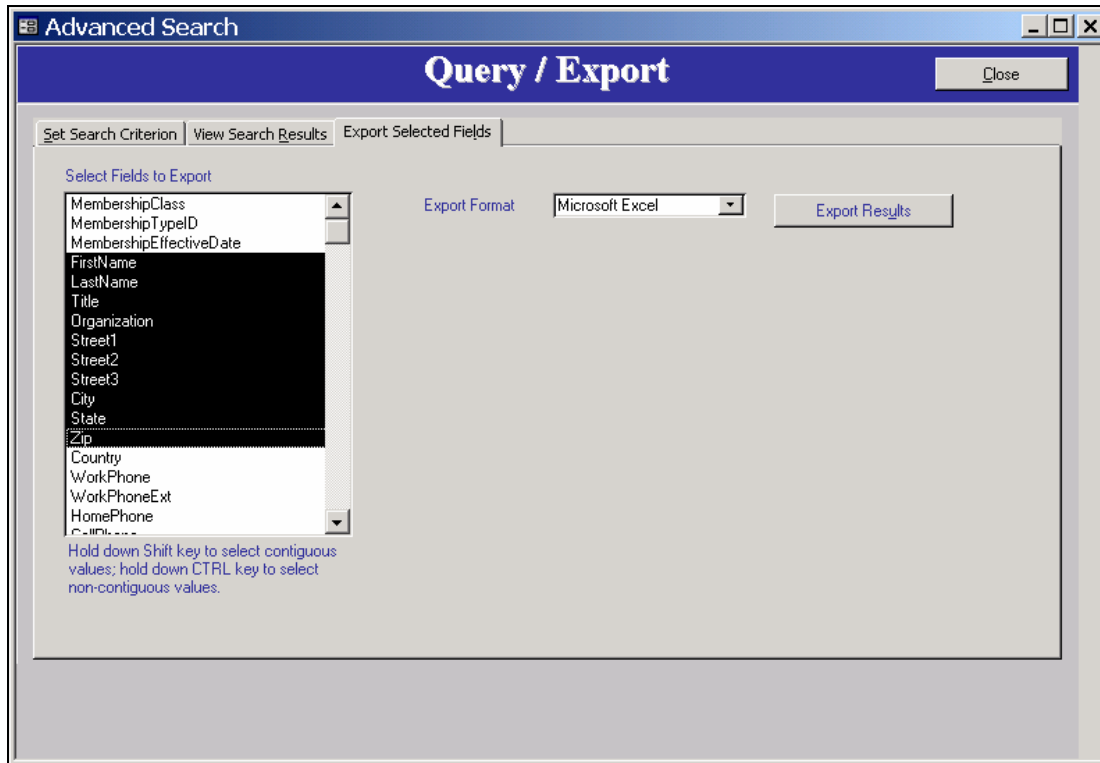 Advanced Search
Query / Export
Close
Set Search Criterion
View Search Results
Export Selected Fields
Select Fields to Export
MembershipClass
MembershipTypeID
MembershipEffectiveDate
FirstName
LastName
Title
Organization
Street1
Street2
Street3
City
State
Zip
Country
WorkPhone
WorkPhoneExt
HomePhone
Export Format
Microsoft Excel
Export Results
Hold down Shift key to select contiguous
values; hold down CTRL key to select
non-contiguous values.